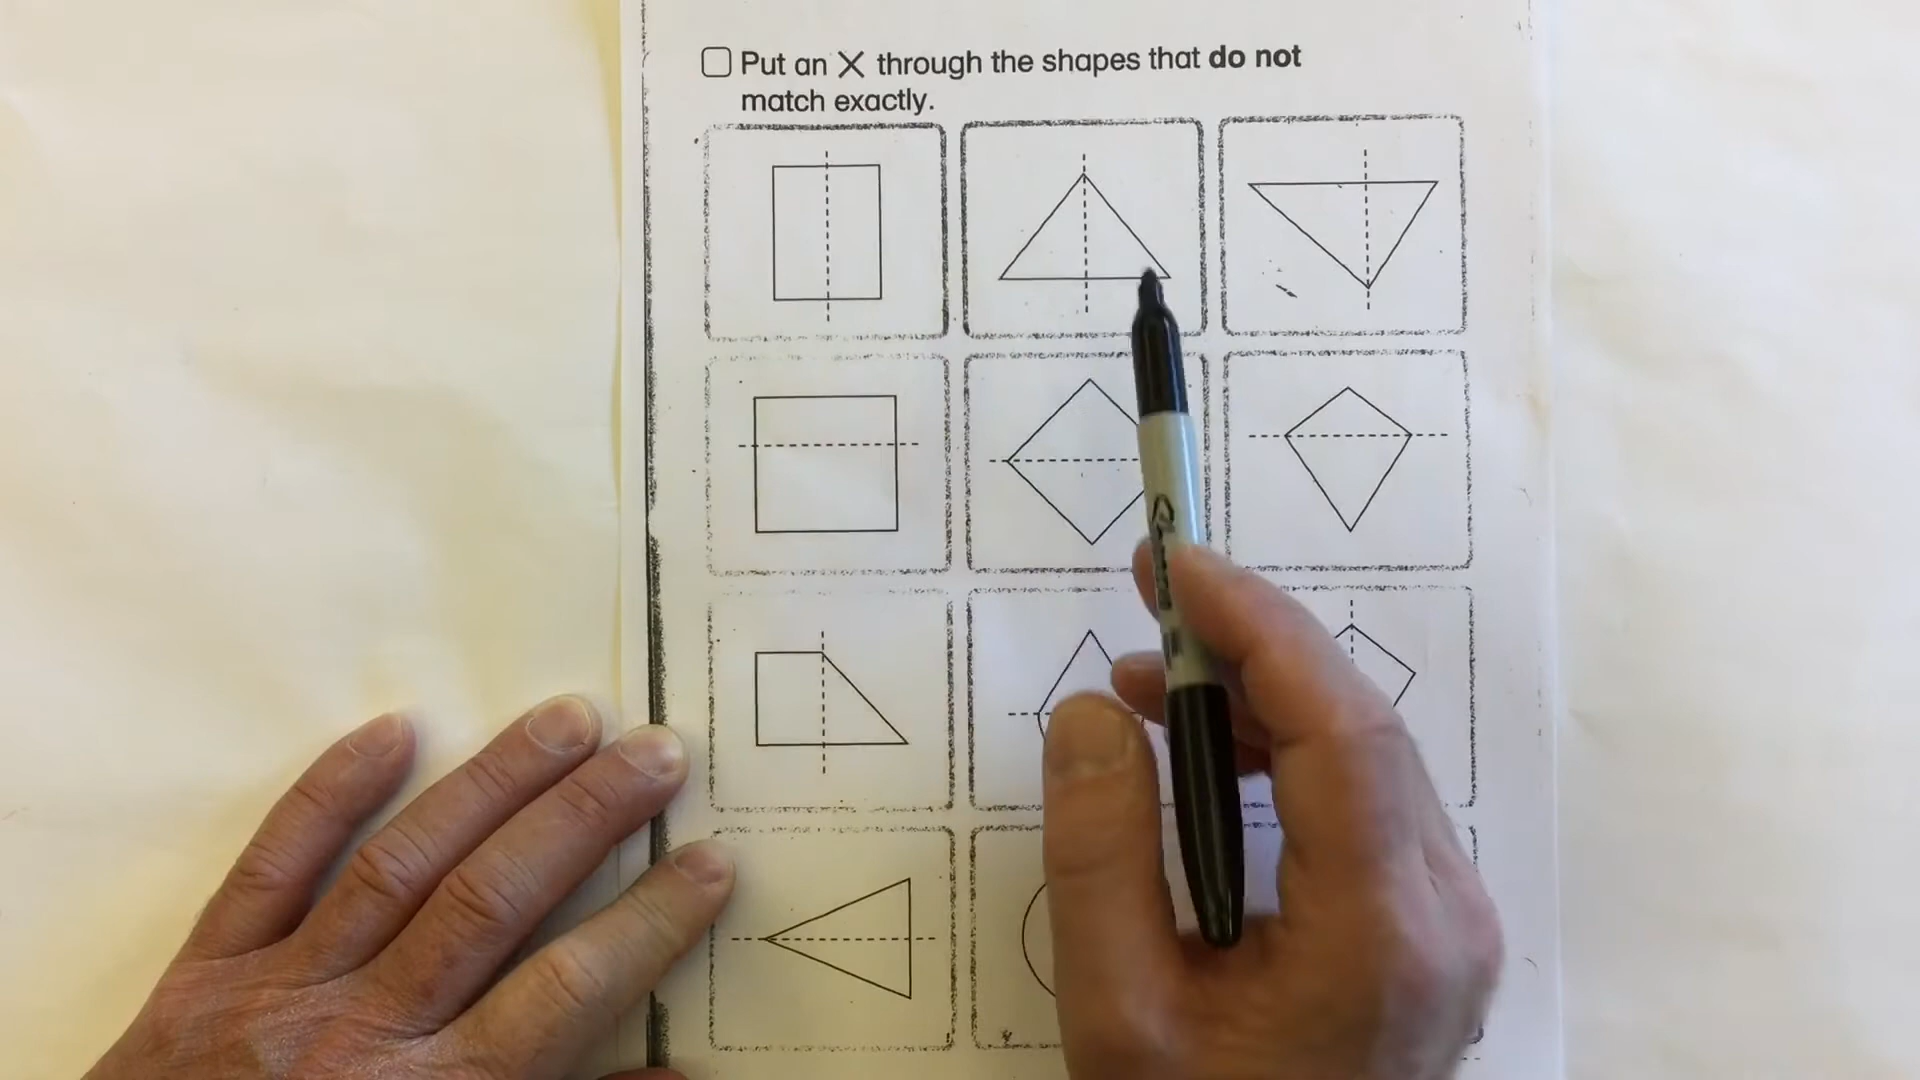 Put an X through the shapes that do not
match exactly.